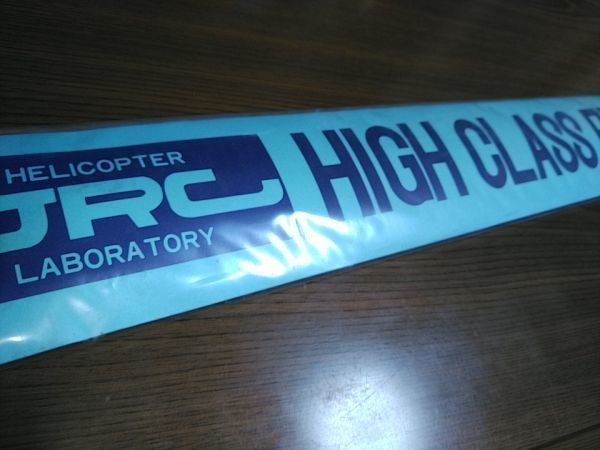 HELICOPTER
JRC
LABORATORY
HIGH CLASS